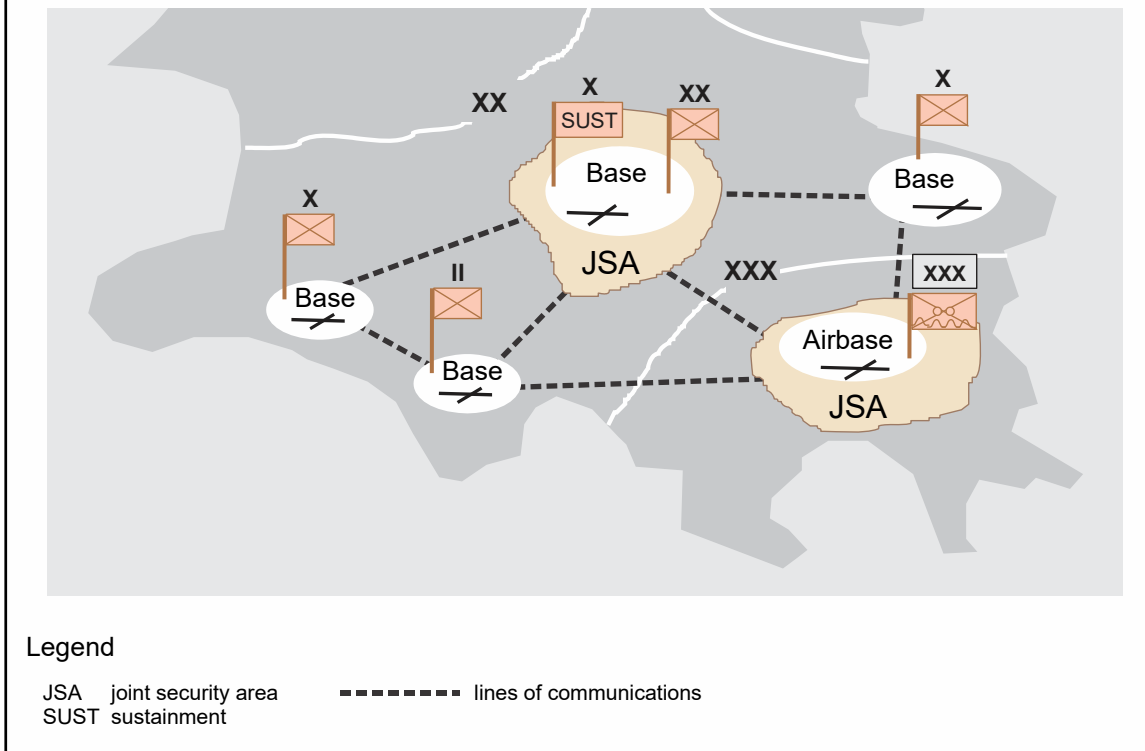 X
X
XX
XX
SUST
Base
Base
X
II
JSA
XXX
XXX
Base
Airbase
Base
JSA
Legend
JSA joint security area
lines of communications
SUST sustainment